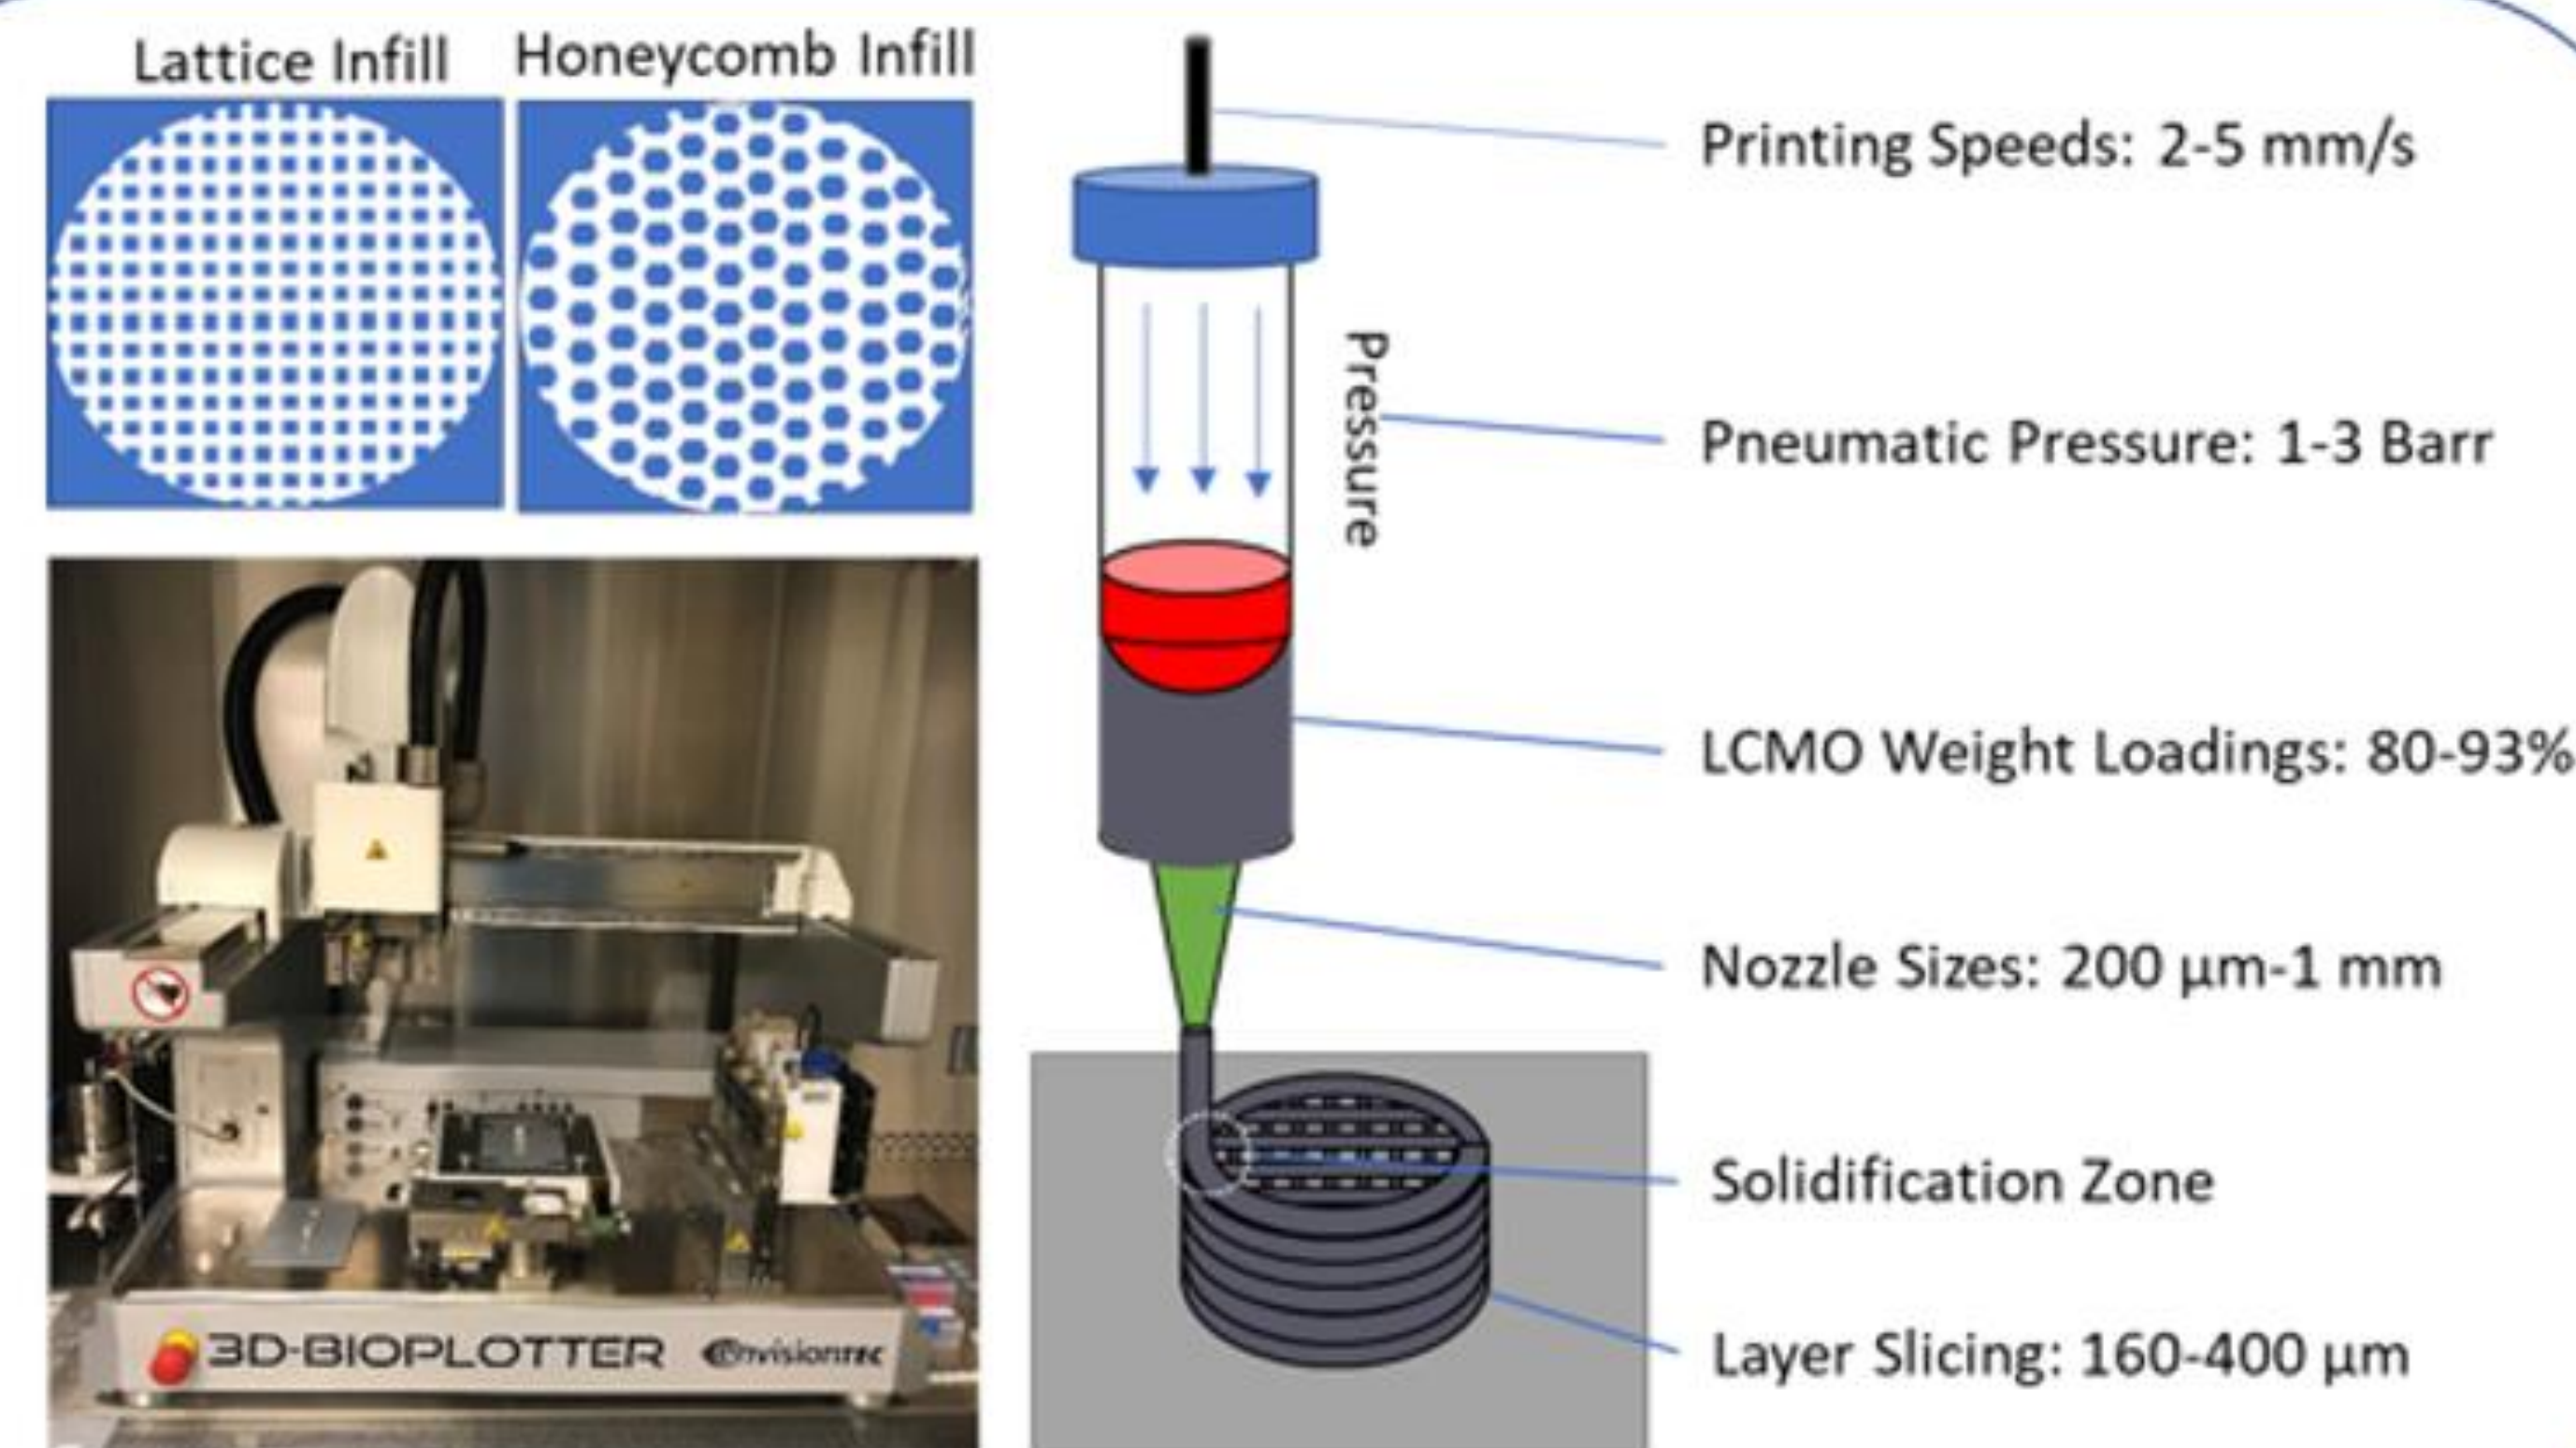 Lattice Infill
Honeycomb Infill
Printing Speeds: 2-5 mm/s
Pressure
Pneumatic Pressure: 1-3 Barr
LCMO Weight Loadings: 80-93%
Nozzle Sizes: 200 µm-1 mm
Solidification Zone
Layer Slicing: 160-400 µm
3D-BIOPLOTTER envisionTEC